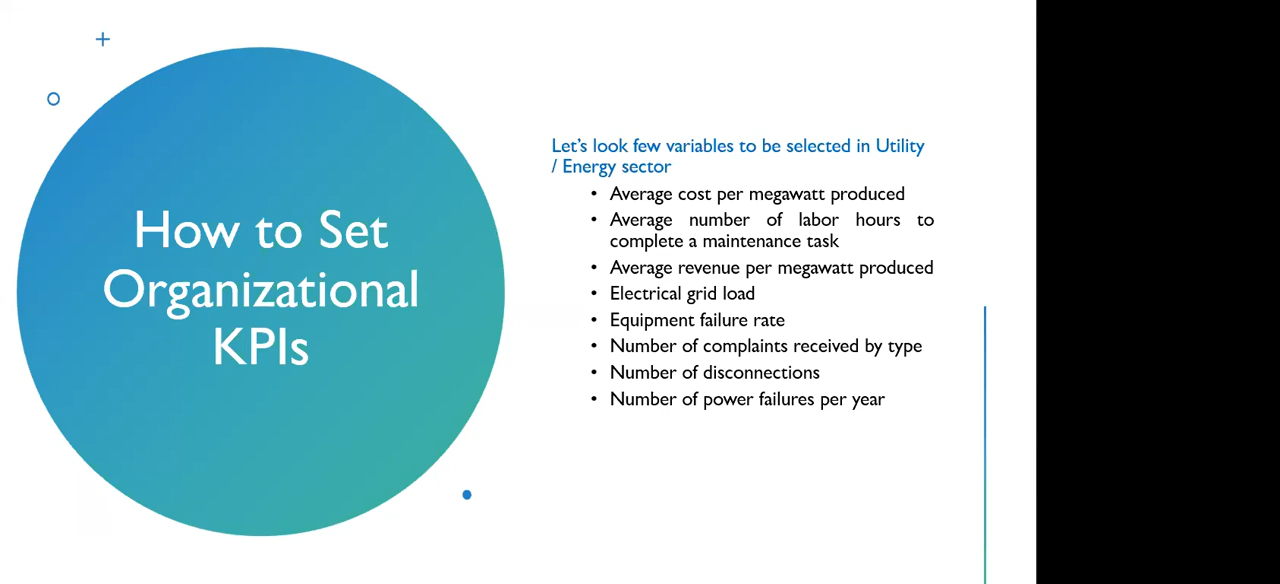 How to Set
Organizational
KPIs
Let's look few variables to be selected in Utility
/ Energy sector
• Average cost per megawatt produced
• Average number of labor hours to
complete a maintenance task
• Average revenue per megawatt produced
• Electrical grid load
• Equipment failure rate
• Number of complaints received by type
• Number of disconnections
• Number of power failures per year